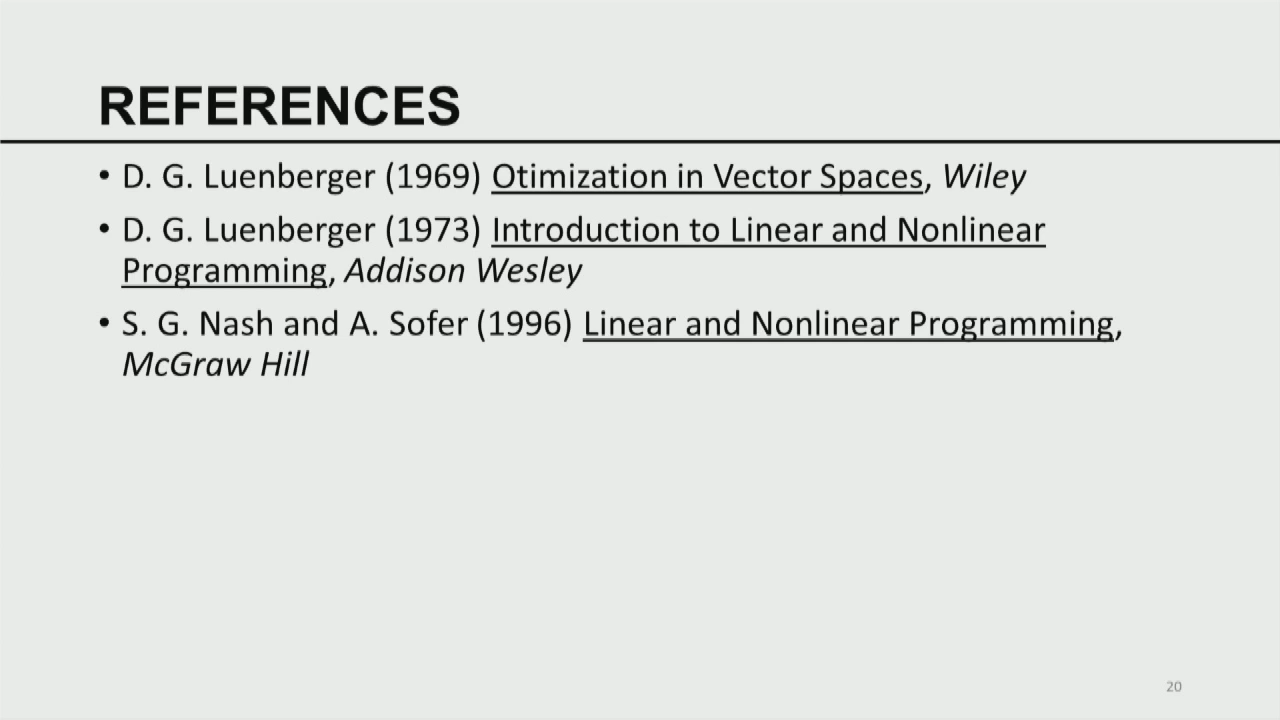 REFERENCES
• D. G. Luenberger (1969) Otimization in Vector Spaces, Wiley
• D. G. Luenberger (1973) Introduction to Linear and Nonlinear
Programming, Addison Wesley
• S. G. Nash and A. Sofer (1996) Linear and Nonlinear Programming,
McGraw Hill
20